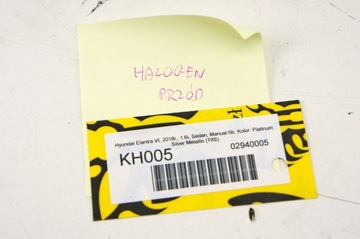 HALOGEN
PRZÓD
Hyundai Elantra VI, 2018r., 1.6i, Sedan, Manual 6b, Kolor: Platinum
Silver Metallic (T8S)
KH005
02940005